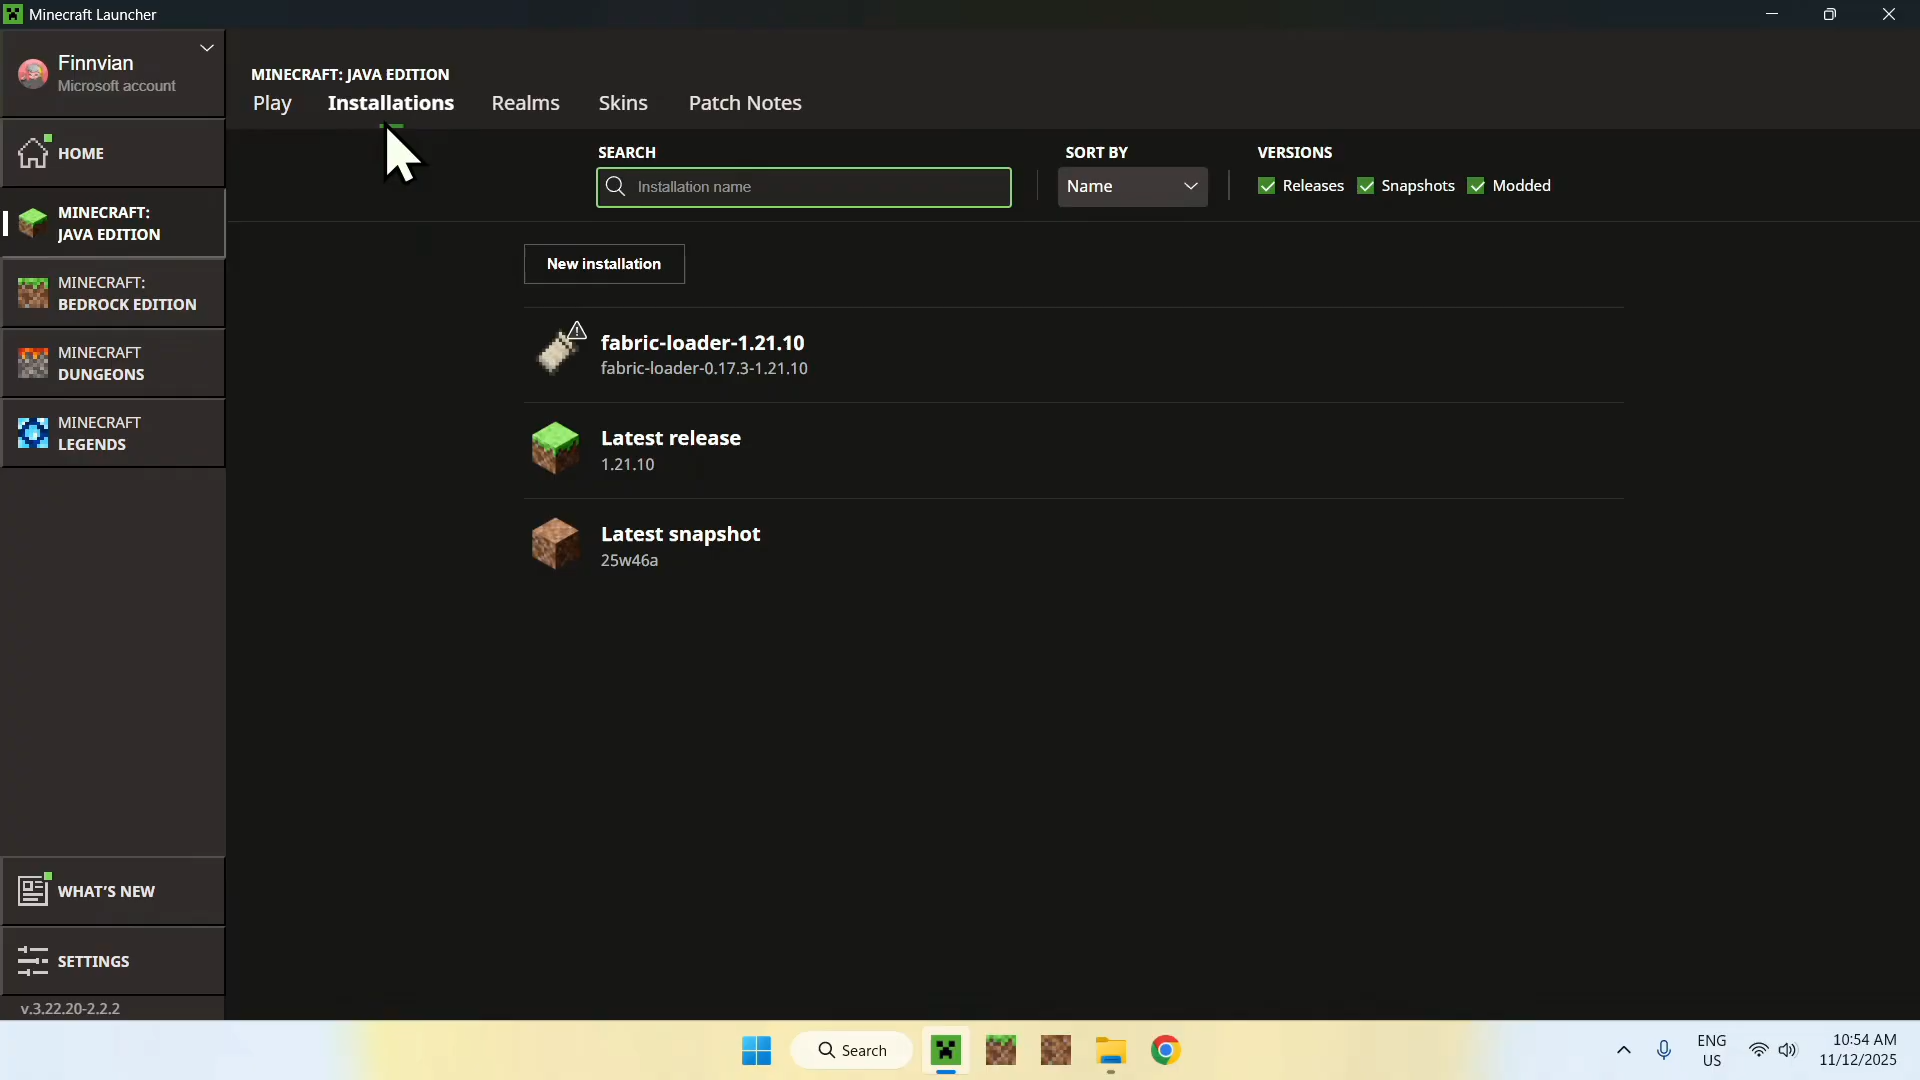 Minecraft Launcher
Finnvian
Microsoft account
HOME
MINECRAFT:
JAVA EDITION
MINECRAFT:
BEDROCK EDITION
MINECRAFT
DUNGEONS
MINECRAFT
LEGENDS
WHAT'S NEW
SETTINGS
v.3.22.20-2.2.2
MINECRAFT: JAVA EDITION
Play Installations Realms Skins Patch Notes
SEARCH SORT BY VERSIONS
Installation name Name Releases Snapshots Modded
New installation
fabric-loader-1.21.10
fabric-loader-0.17.3-1.21.10
Latest release
1.21.10
Latest snapshot
25w46a
Search
ENG
US
10:54 AM
11/12/2025